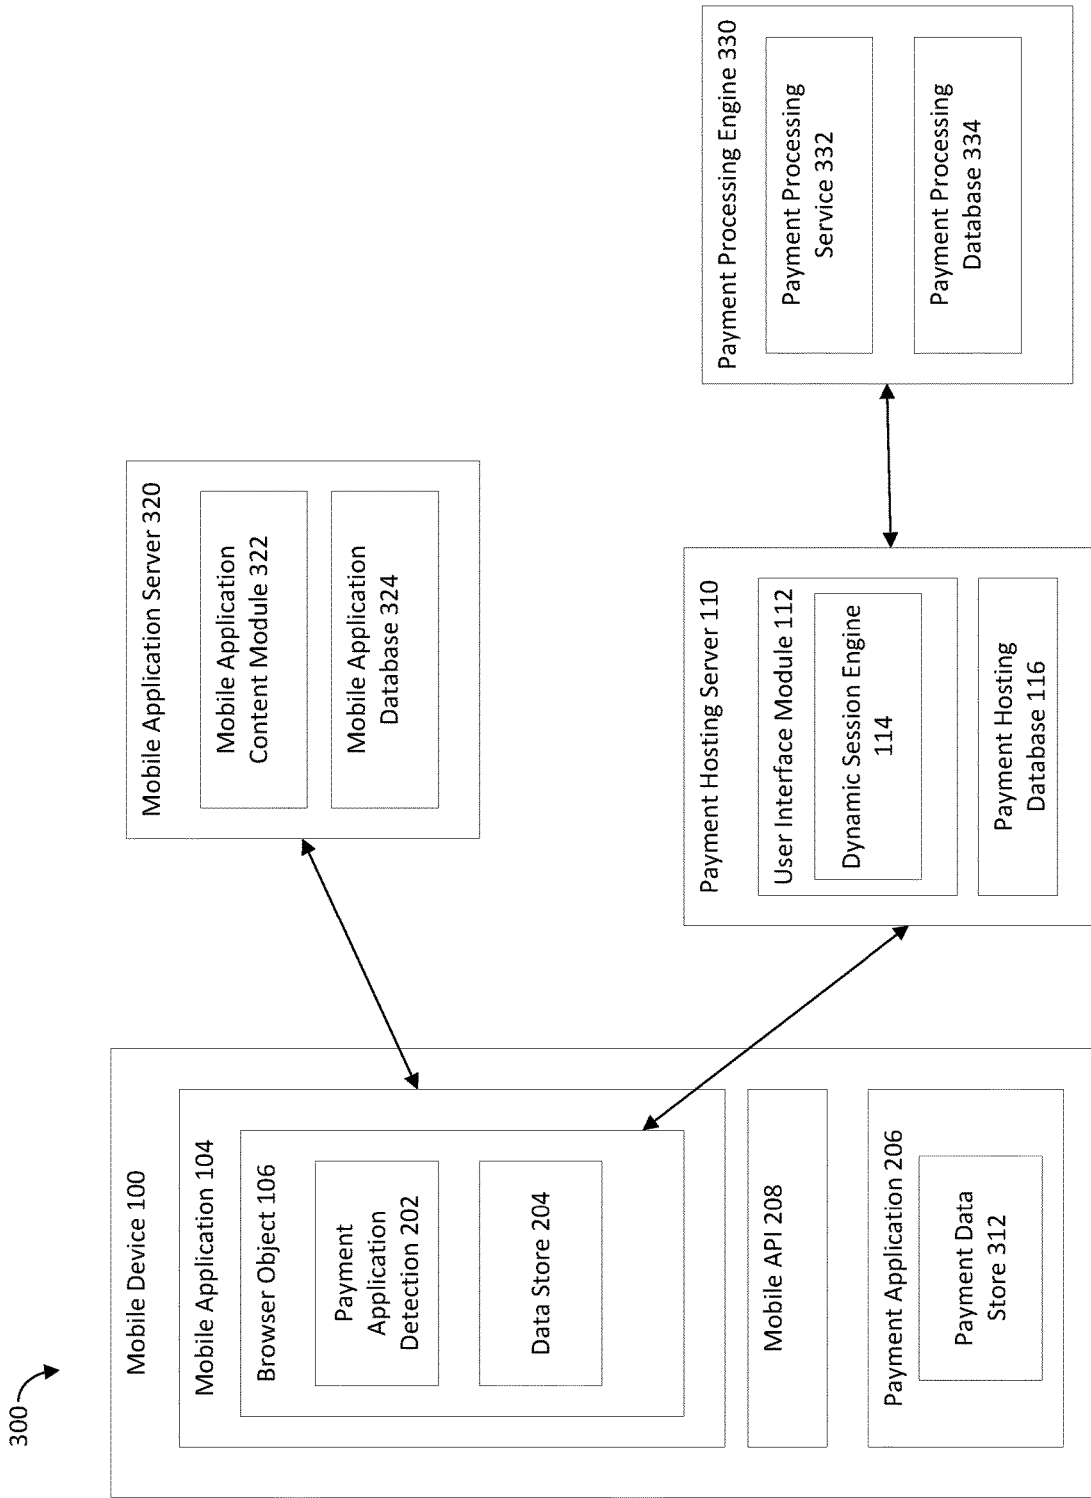 300
Mobile Device 100
Mobile Application 104
Browser Object 106
Payment
Application
Detection 202
Data Store 204
Mobile API 208
Payment Application 206
Payment Data
Store 312
Mobile Application Server 320
Mobile Application
Content Module 322
Mobile Application
Database 324
Payment Hosting Server 110
User Interface Module 112
Dynamic Session Engine
114
Payment Hosting
Database 116
Payment Processing Engine 330
Payment Processing
Service 332
Payment Processing
Database 334